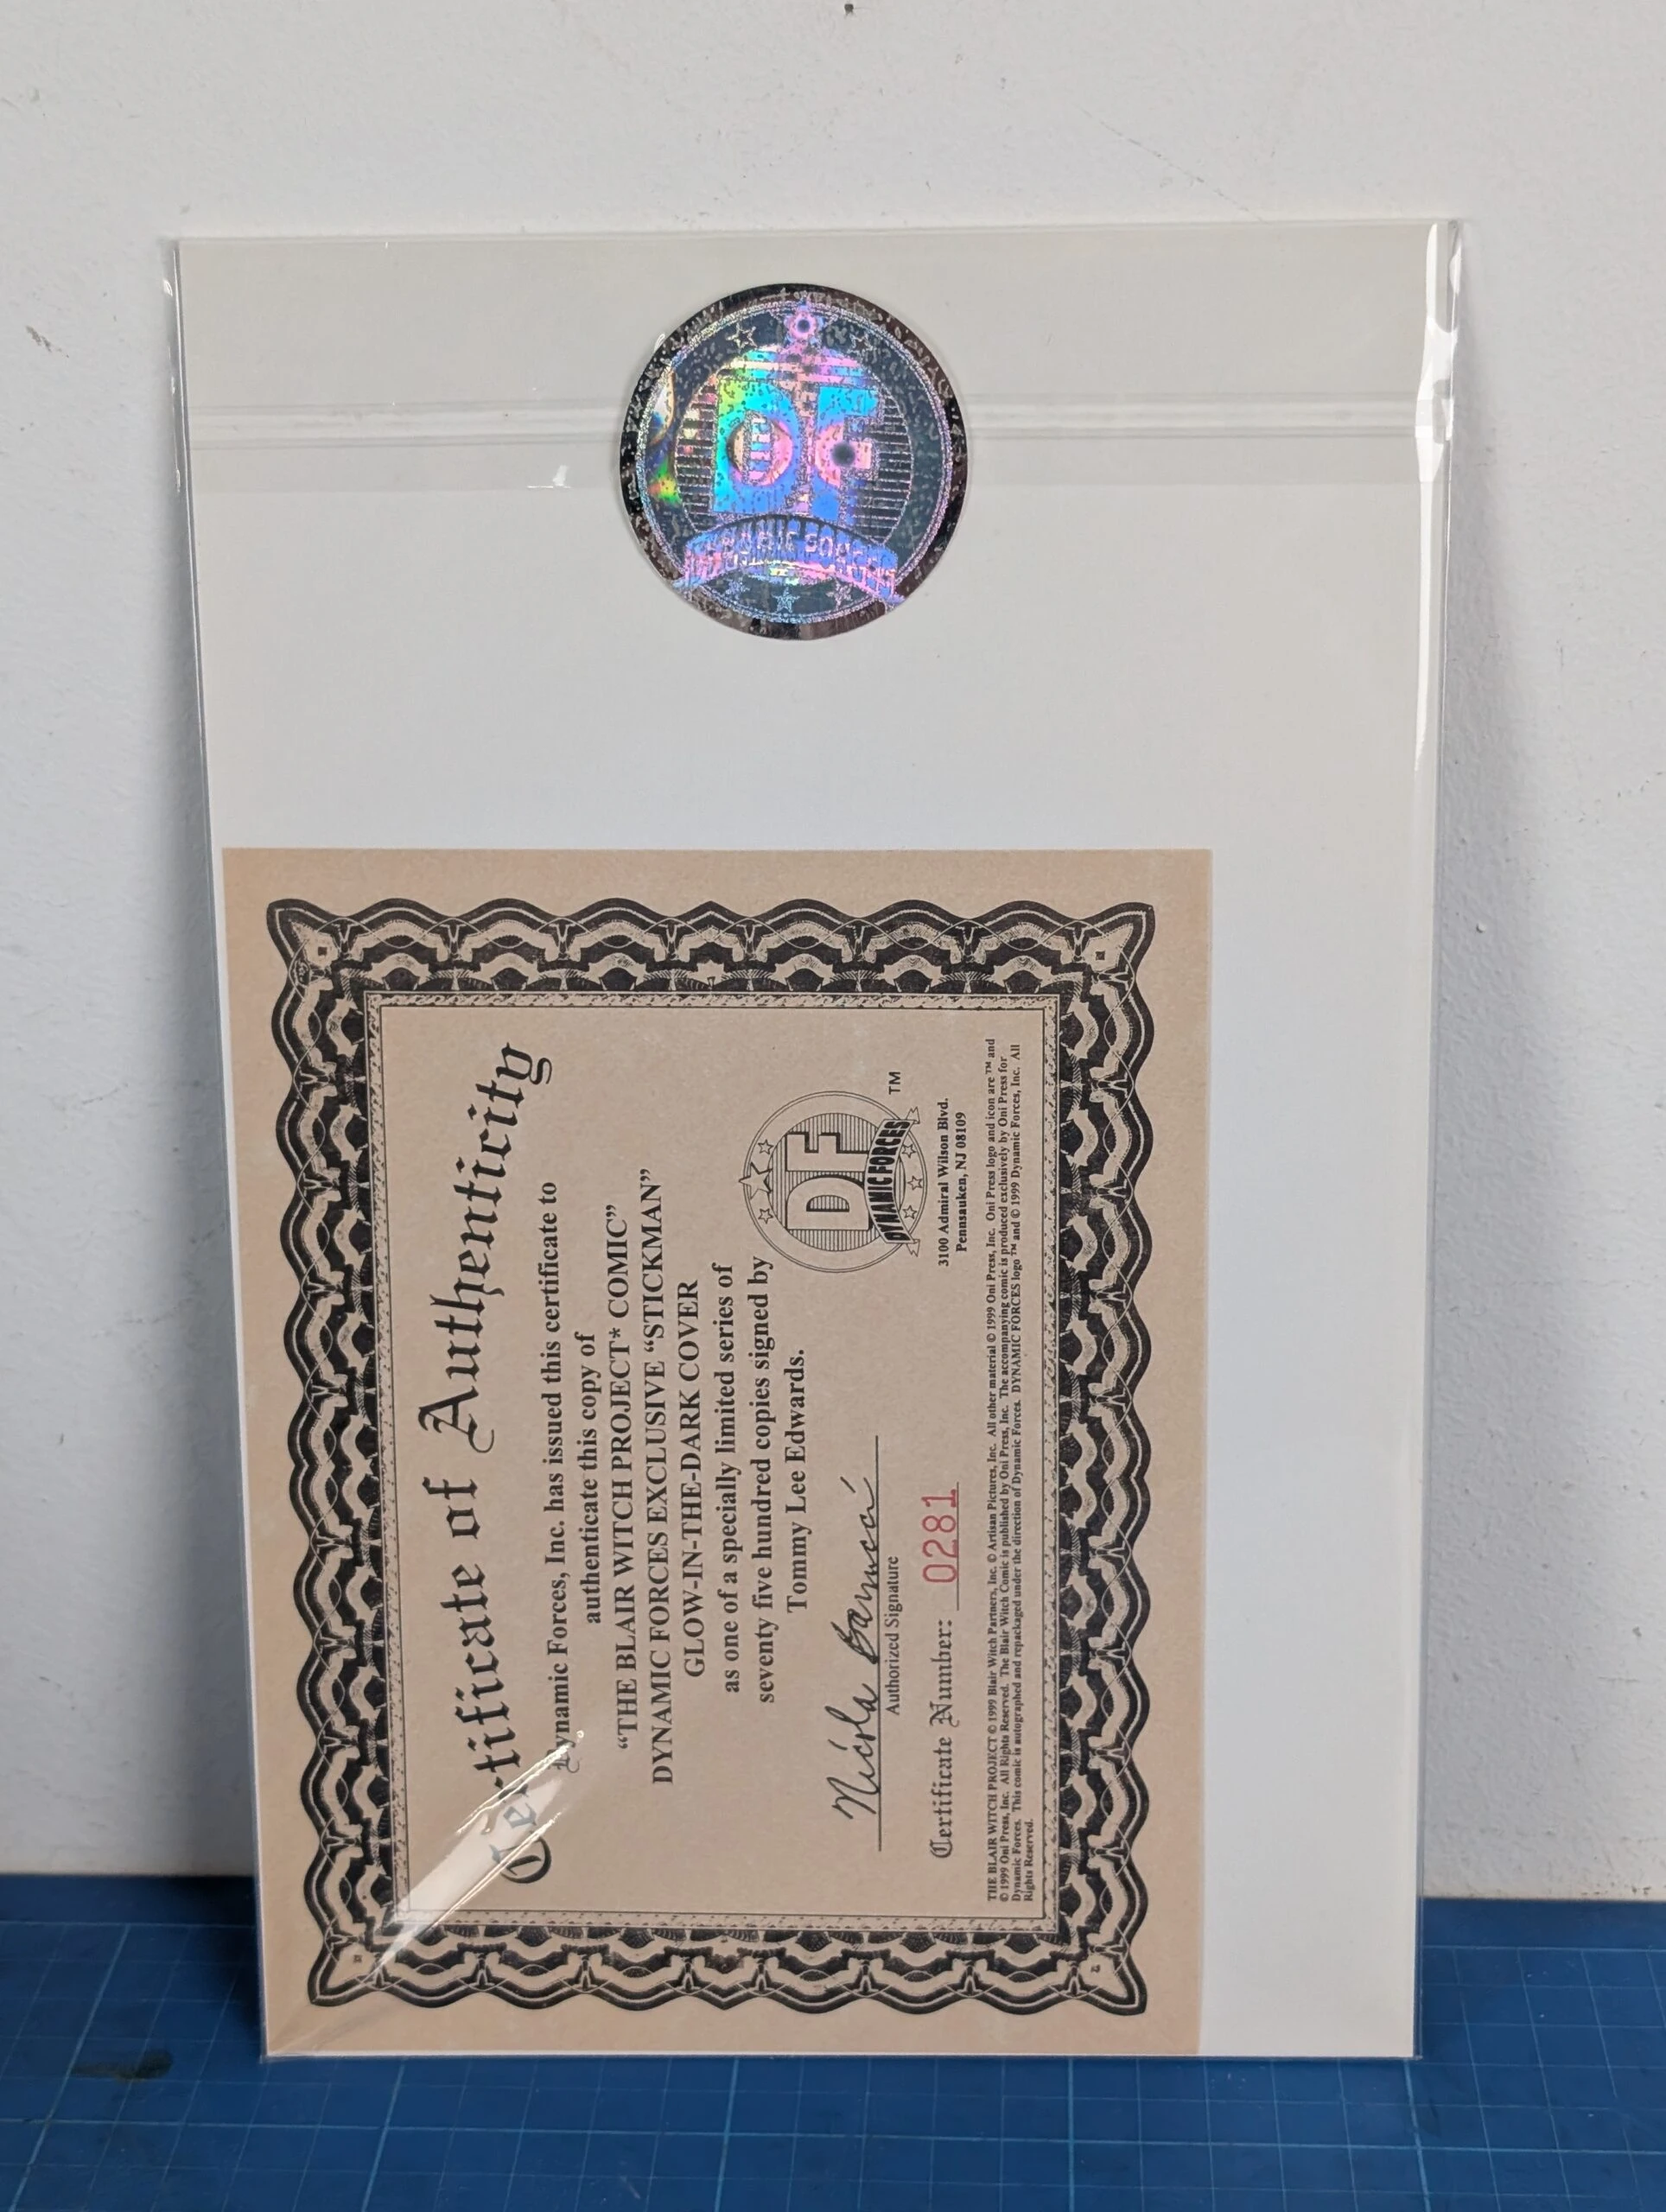 DF
DYNAMIC FORCES
Certificate of Authenticity
Dynamic Forces, Inc. has issued this certificate to
authenticate this copy of
“THE BLAIR WITCH PROJECT* COMIC”
DYNAMIC FORCES EXCLUSIVE “STICKMAN”
GLOW-IN-THE-DARK COVER
as one of a specially limited series of
seventy five hundred copies signed by
Tommy Lee Edwards.
Nicola Barrucci
Authorized Signature
Certificate Number: 0281
DF
DYNAMIC FORCES
TM
3100 Admiral Wilson Blvd.
Pennsauken, NJ 08109
THE BLAIR WITCH PROJECT © 1999 Blair Witch Partners, Inc. © Artisan Pictures, Inc. All other material © 1999 Oni Press, Inc. Oni Press logo and icon are ™ and
© 1999 Oni Press, Inc. All Rights Reserved. The Blair Witch Comic is published by Oni Press, Inc. The accompanying comic is produced exclusively by Oni Press for
Dynamic Forces. This comic is autographed and repackaged under the direction of Dynamic Forces. DYNAMIC FORCES logo ™ and © 1999 Dynamic Forces, Inc. All
Rights Reserved.